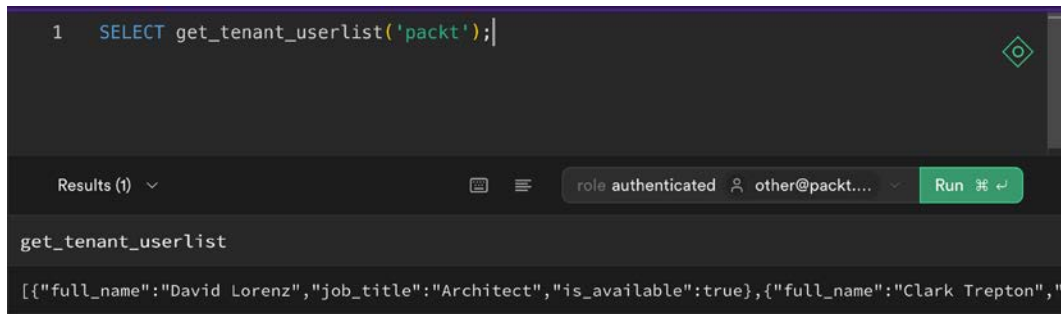 1 SELECT get_tenant_userlist('packt');
Results (1) role authenticated other@packt.... Run ⌘ ↵
get_tenant_userlist
[{"full_name":"David Lorenz","job_title":"Architect","is_available":true},{"full_name":"Clark Trepton","